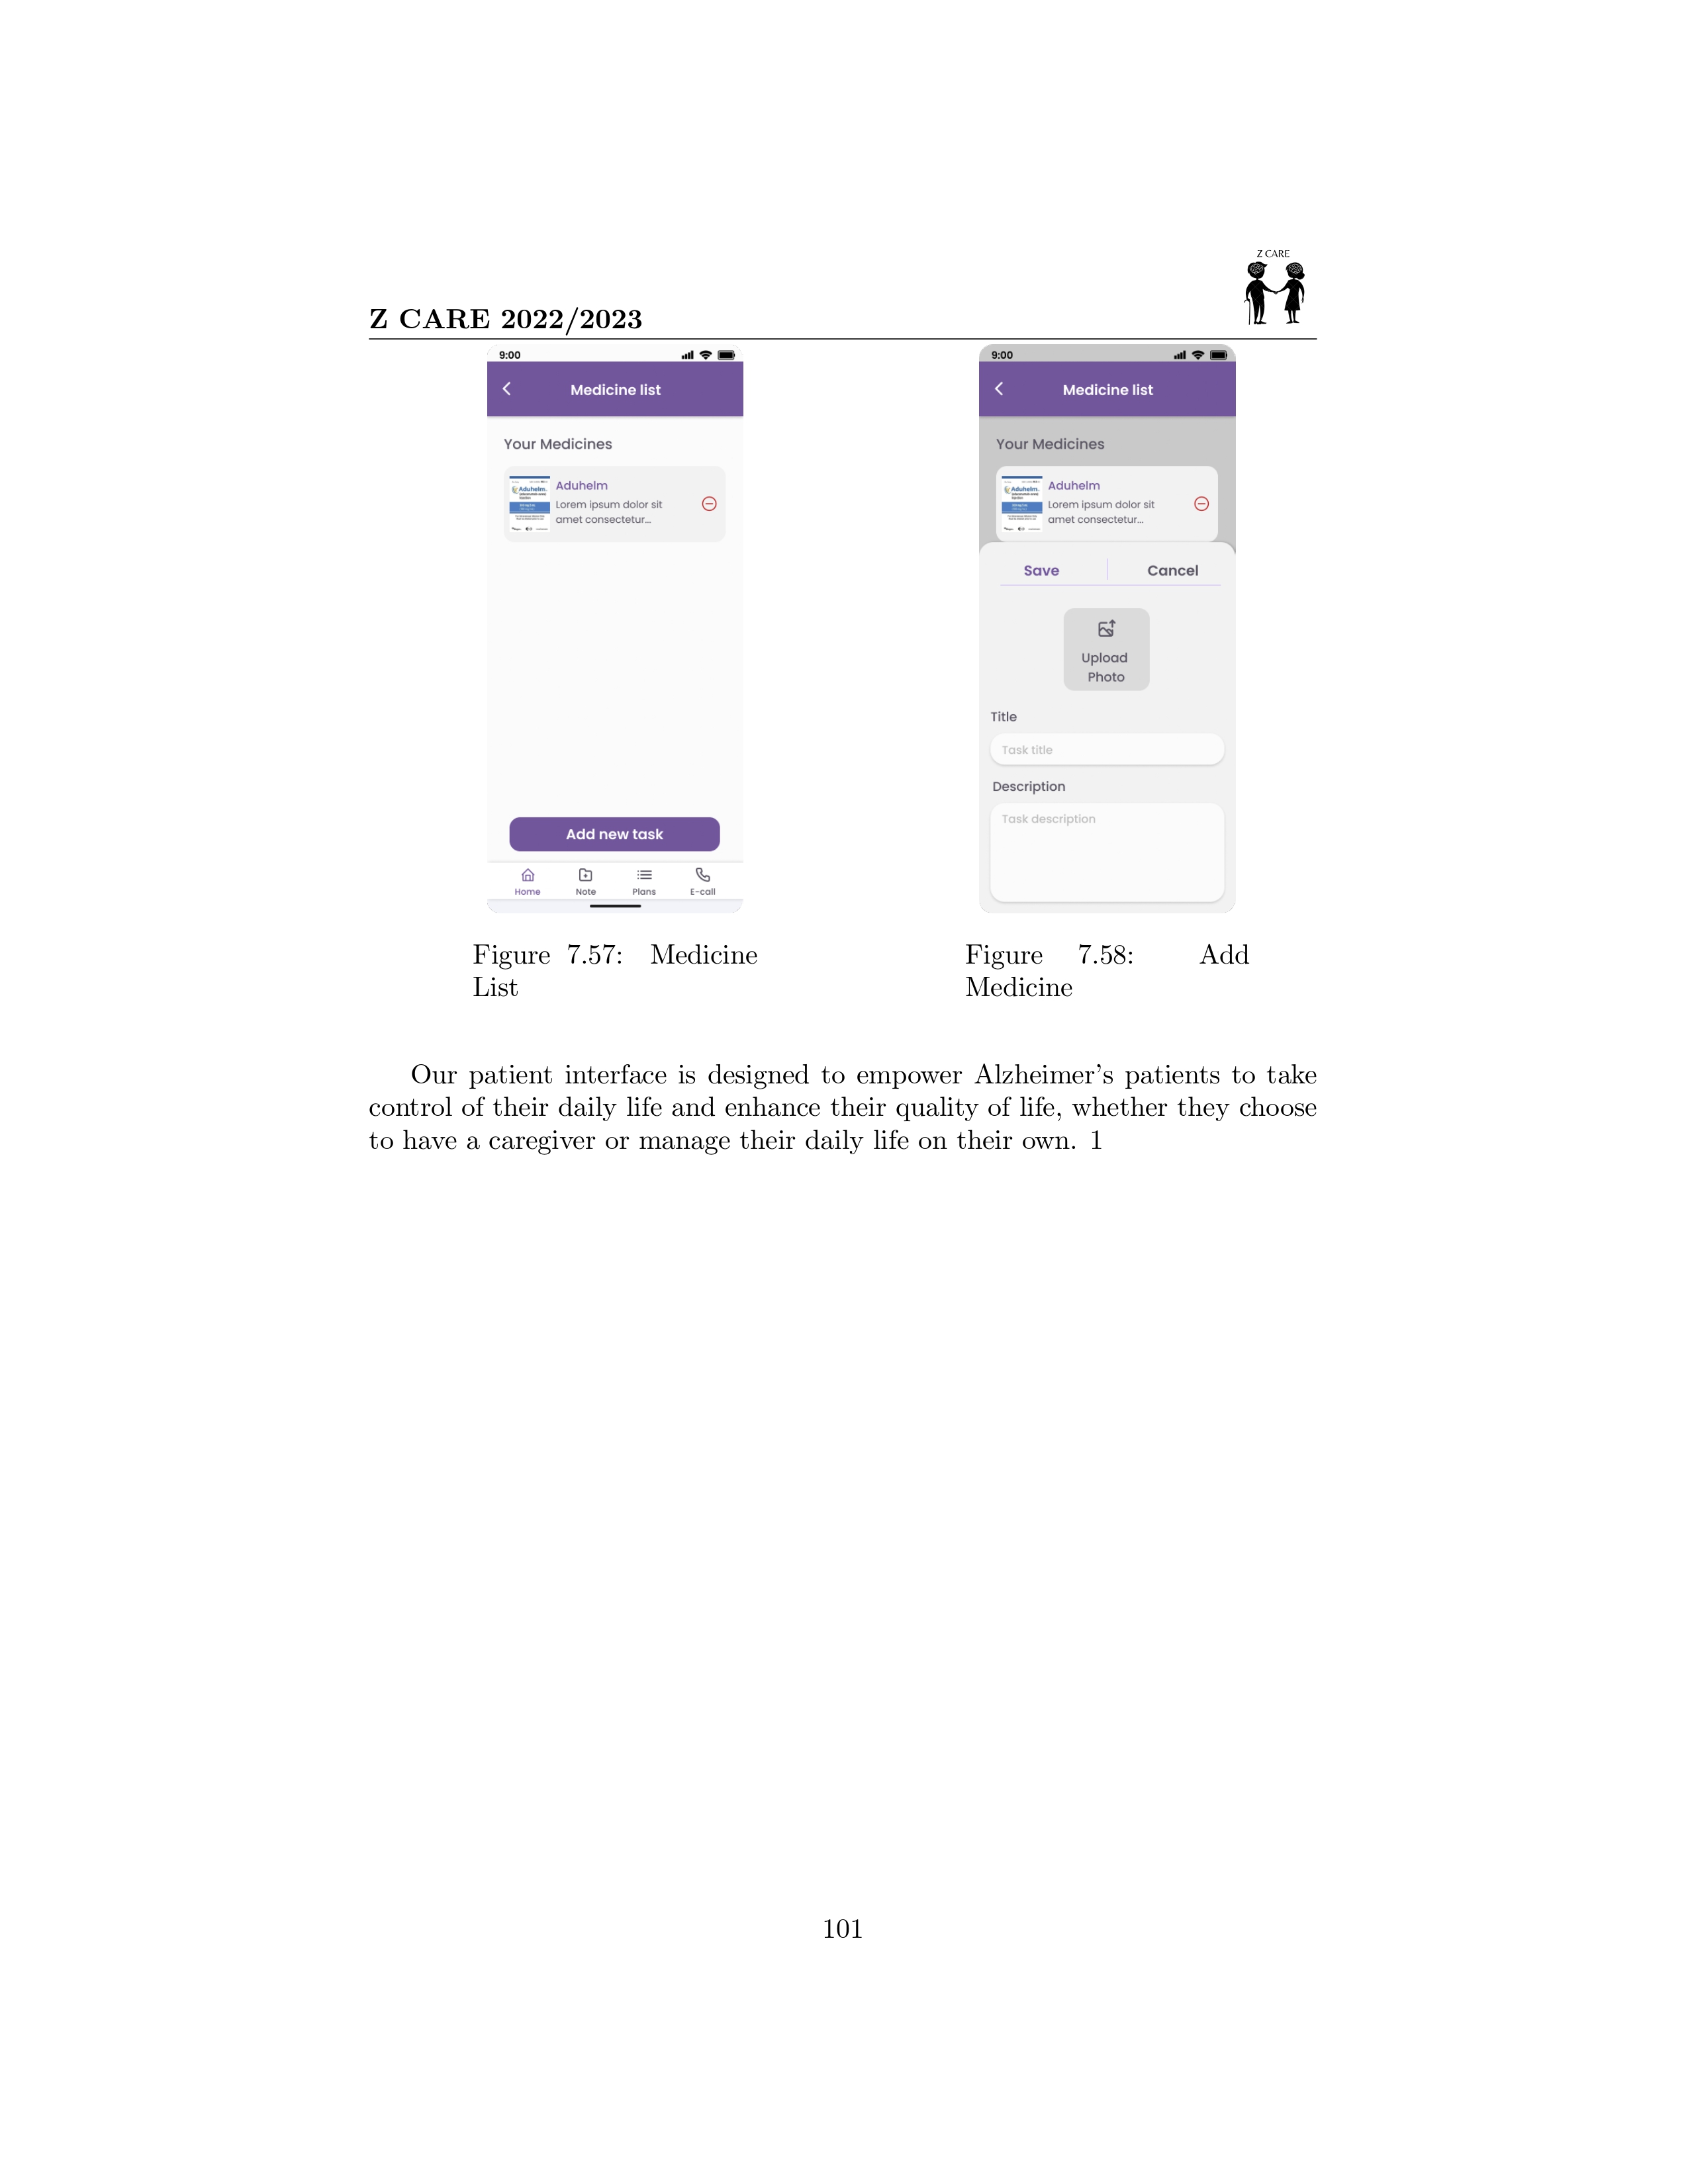 Z CARE
Z CARE 2022/2023
9:00
Medicine list
Your Medicines
Aduhelm.
Aduhelm
Lorem ipsum dolor sit
amet consectetur...
Add new task
Home Note Plans E-call
Figure 7.57: Medicine
List
9:00
Medicine list
Your Medicines
Aduhelm.
Aduhelm
Lorem ipsum dolor sit
amet consectetur...
Save Cancel
Upload
Photo
Title
Task title
Description
Task description
Figure 7.58: Add
Medicine
Our patient interface is designed to empower Alzheimer's patients to take
control of their daily life and enhance their quality of life, whether they choose
to have a caregiver or manage their daily life on their own. 1
101